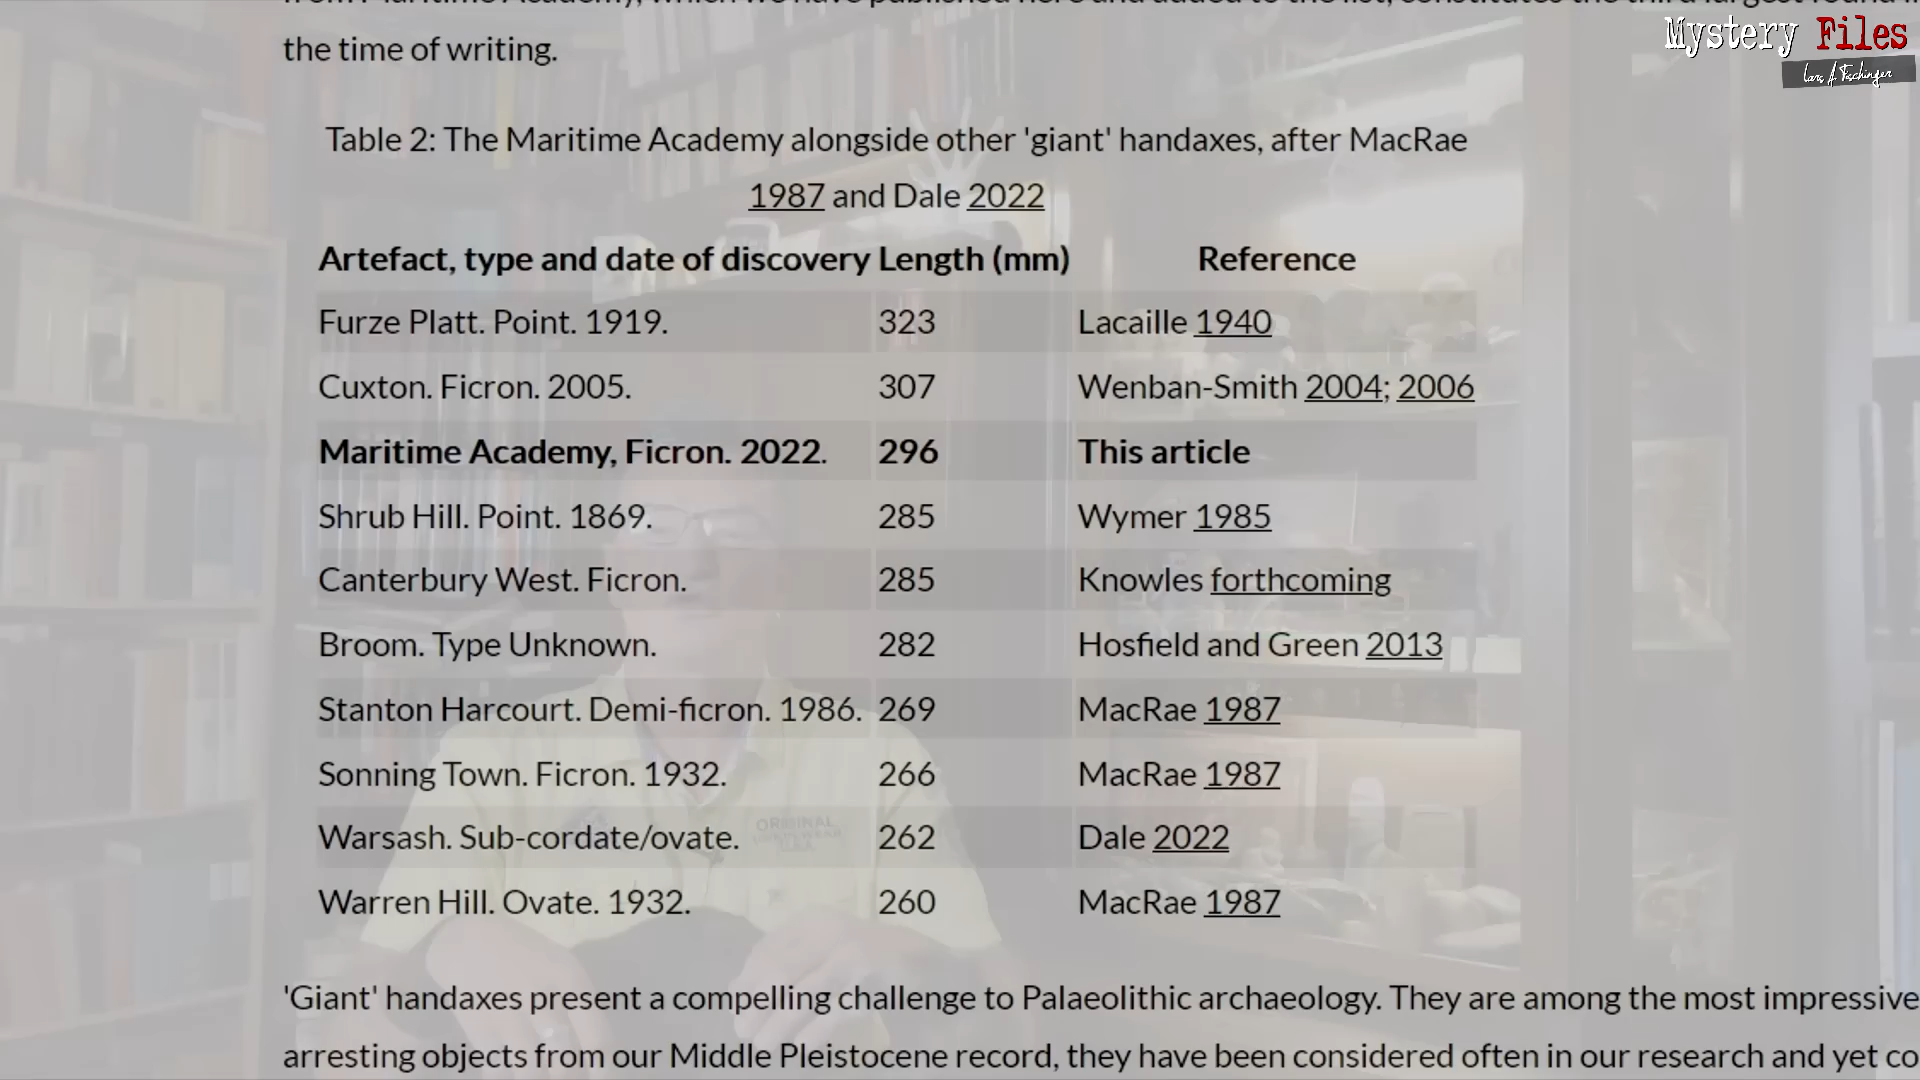 the time of writing.
Mystery Files
Lars A. Fischinger
Table 2: The Maritime Academy alongside other 'giant' handaxes, after MacRae
1987 and Dale 2022
Artefact, type and date of discovery Length (mm) Reference
Furze Platt. Point. 1919. 323 Lacaille 1940
Cuxton. Ficron. 2005. 307 Wenban-Smith 2004; 2006
Maritime Academy, Ficron. 2022. 296 This article
Shrub Hill. Point. 1869. 285 Wymer 1985
Canterbury West. Ficron. 285 Knowles forthcoming
Broom. Type Unknown. 282 Hosfield and Green 2013
Stanton Harcourt. Demi-ficron. 1986. 269 MacRae 1987
Sonning Town. Ficron. 1932. 266 MacRae 1987
Warsash. Sub-cordate/ovate. 262 Dale 2022
ORIGINAL
Warren Hill. Ovate. 1932. 260 MacRae 1987
'Giant' handaxes present a compelling challenge to Palaeolithic archaeology. They are among the most impressive
arresting objects from our Middle Pleistocene record, they have been considered often in our research and yet co